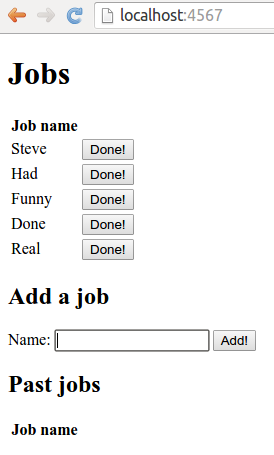 localhost:4567
Jobs
Job name
Steve Done!
Had Done!
Funny Done!
Done Done!
Real Done!
Add a job
Name: Add!
Past jobs
Job name